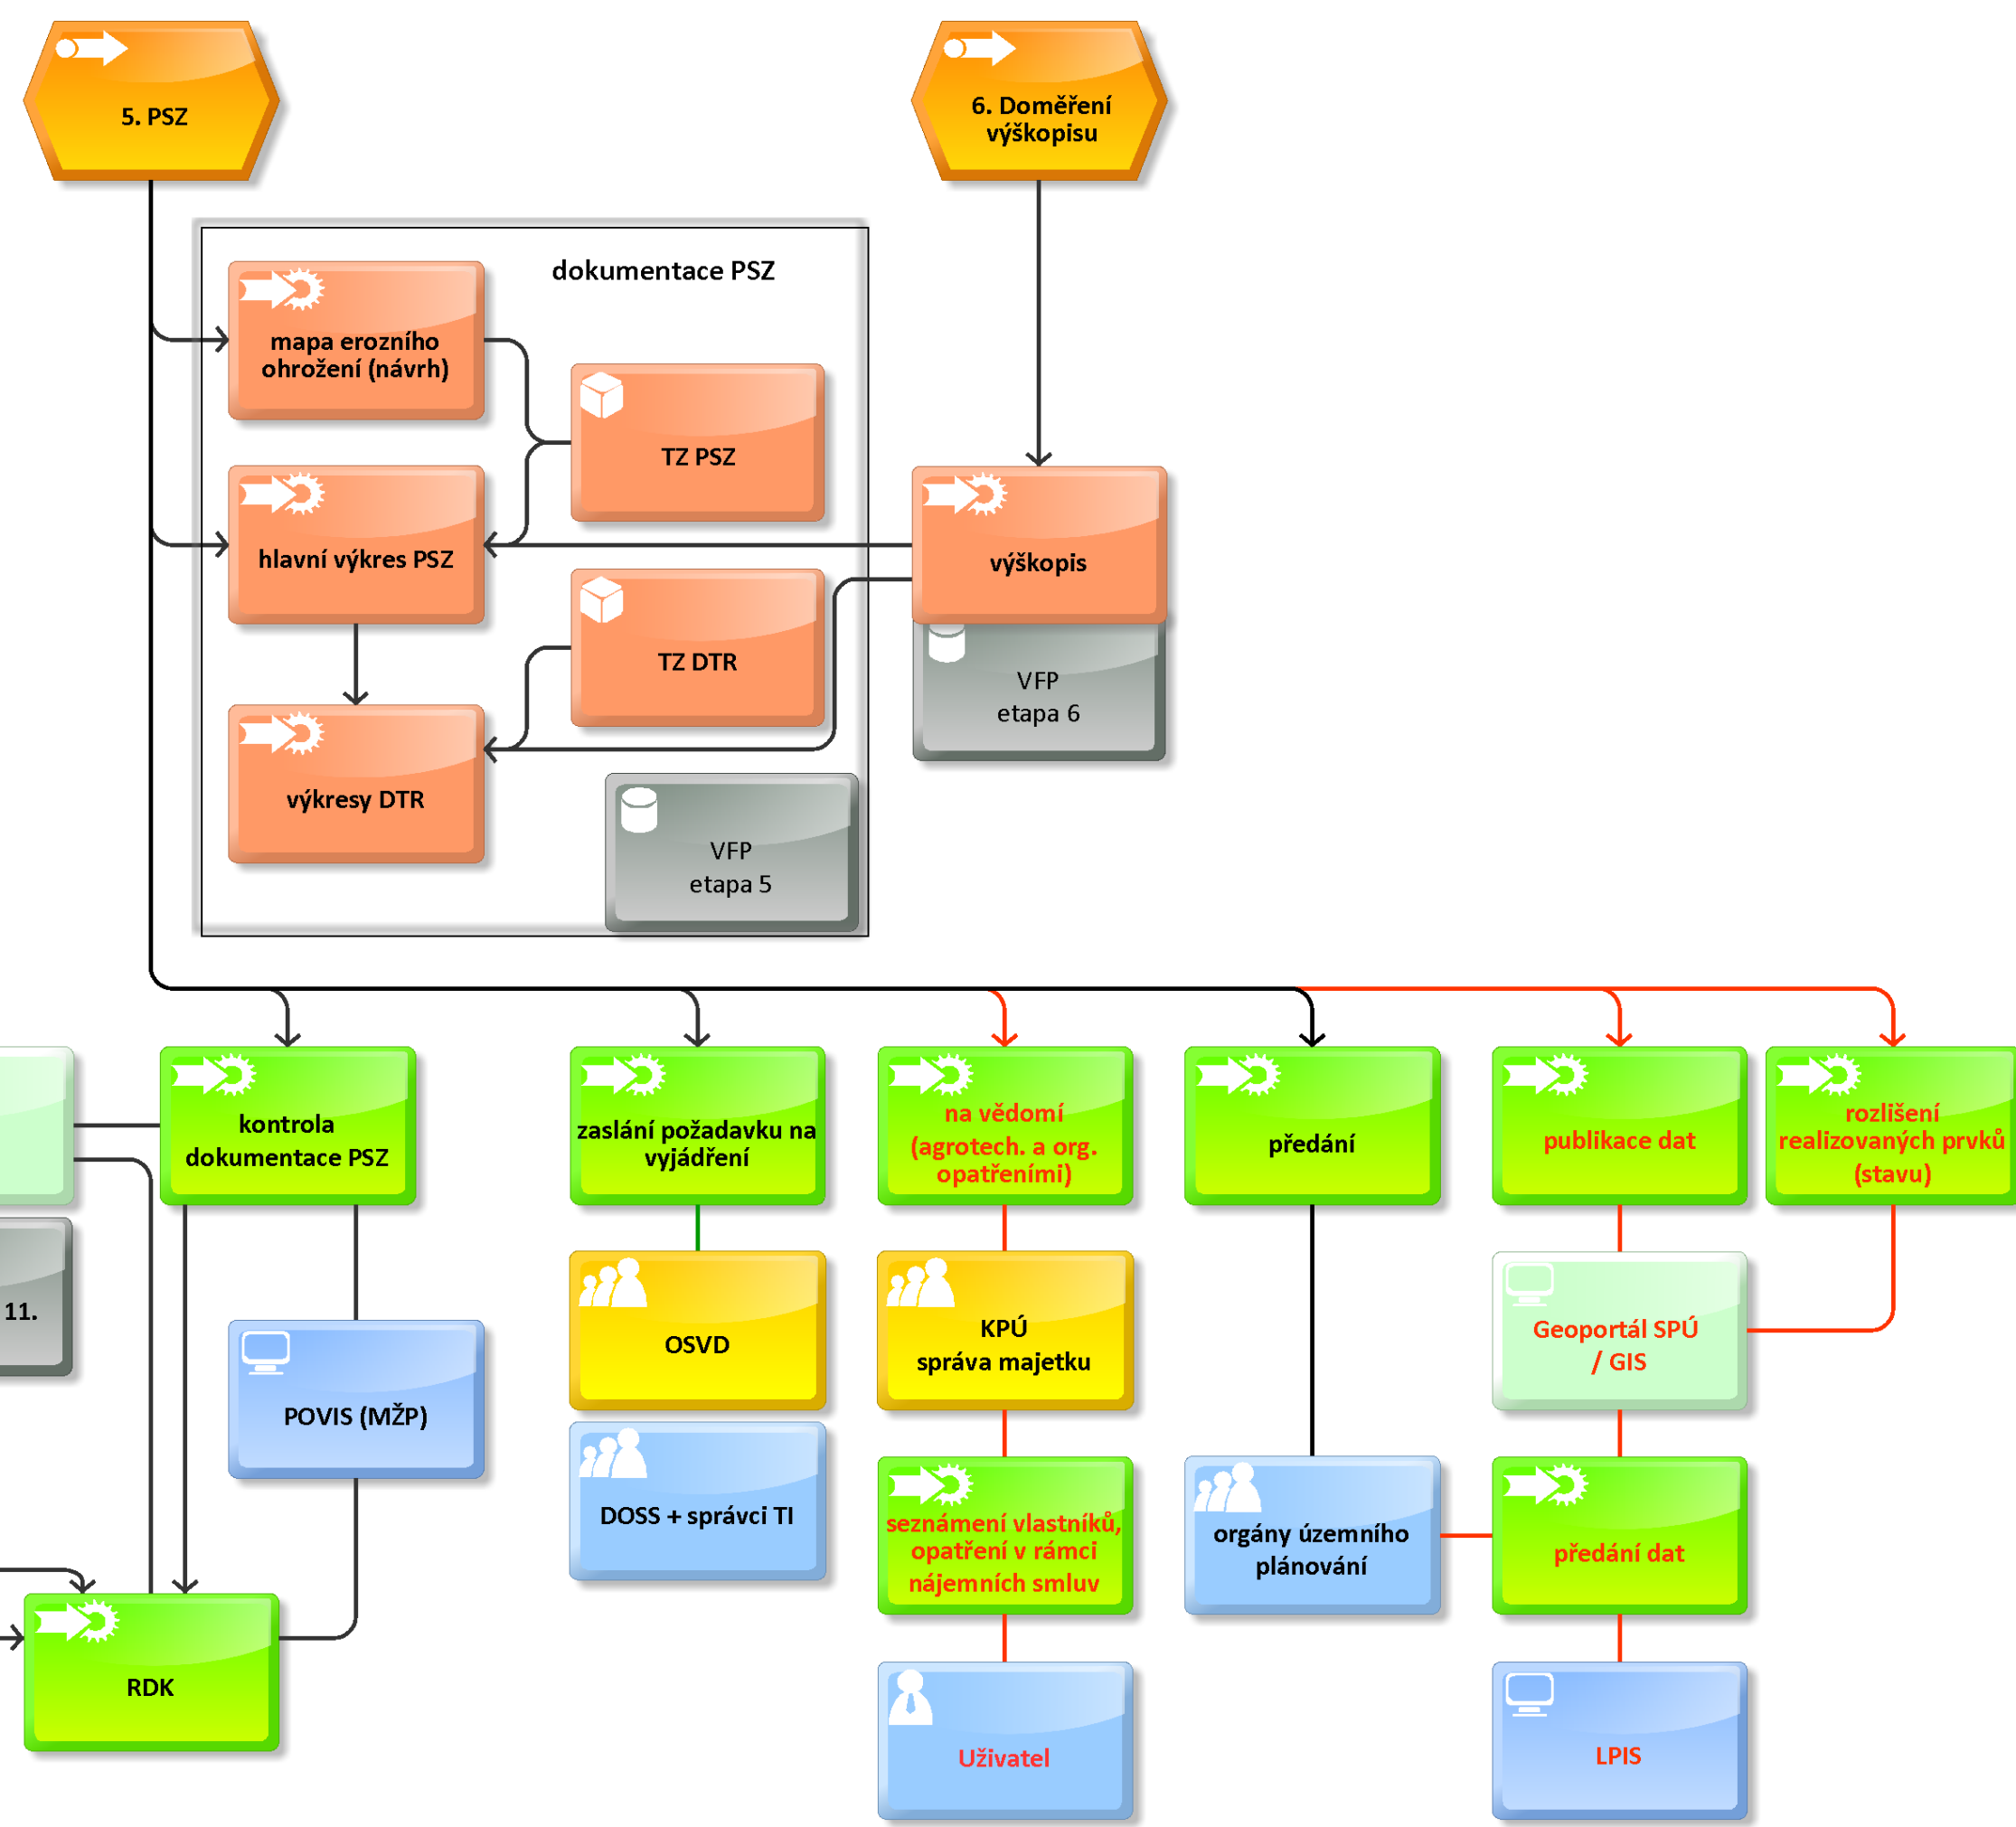 5. PSZ
6. Doměření
výškopisu
dokumentace PSZ
mapa erozního
ohrožení (návrh)
TZ PSZ
hlavní výkres PSZ
výškopis
TZ DTR
VFP
etapa 6
výkresy DTR
VFP
etapa 5
kontrola
dokumentace PSZ
zaslání požadavku na
vyjádření
na vědomí
(agrotech. a org.
opatřeními)
předání
publikace dat
rozlišení
realizovaných prvků
(stavu)
11.
POVIS (MŽP)
OSVD
KPÚ
správa majetku
Geoportál SPÚ
/ GIS
DOSS + správci TI
seznámení vlastníků,
opatření v rámci
nájemních smluv
orgány územního
plánování
předání dat
RDK
Uživatel
LPIS